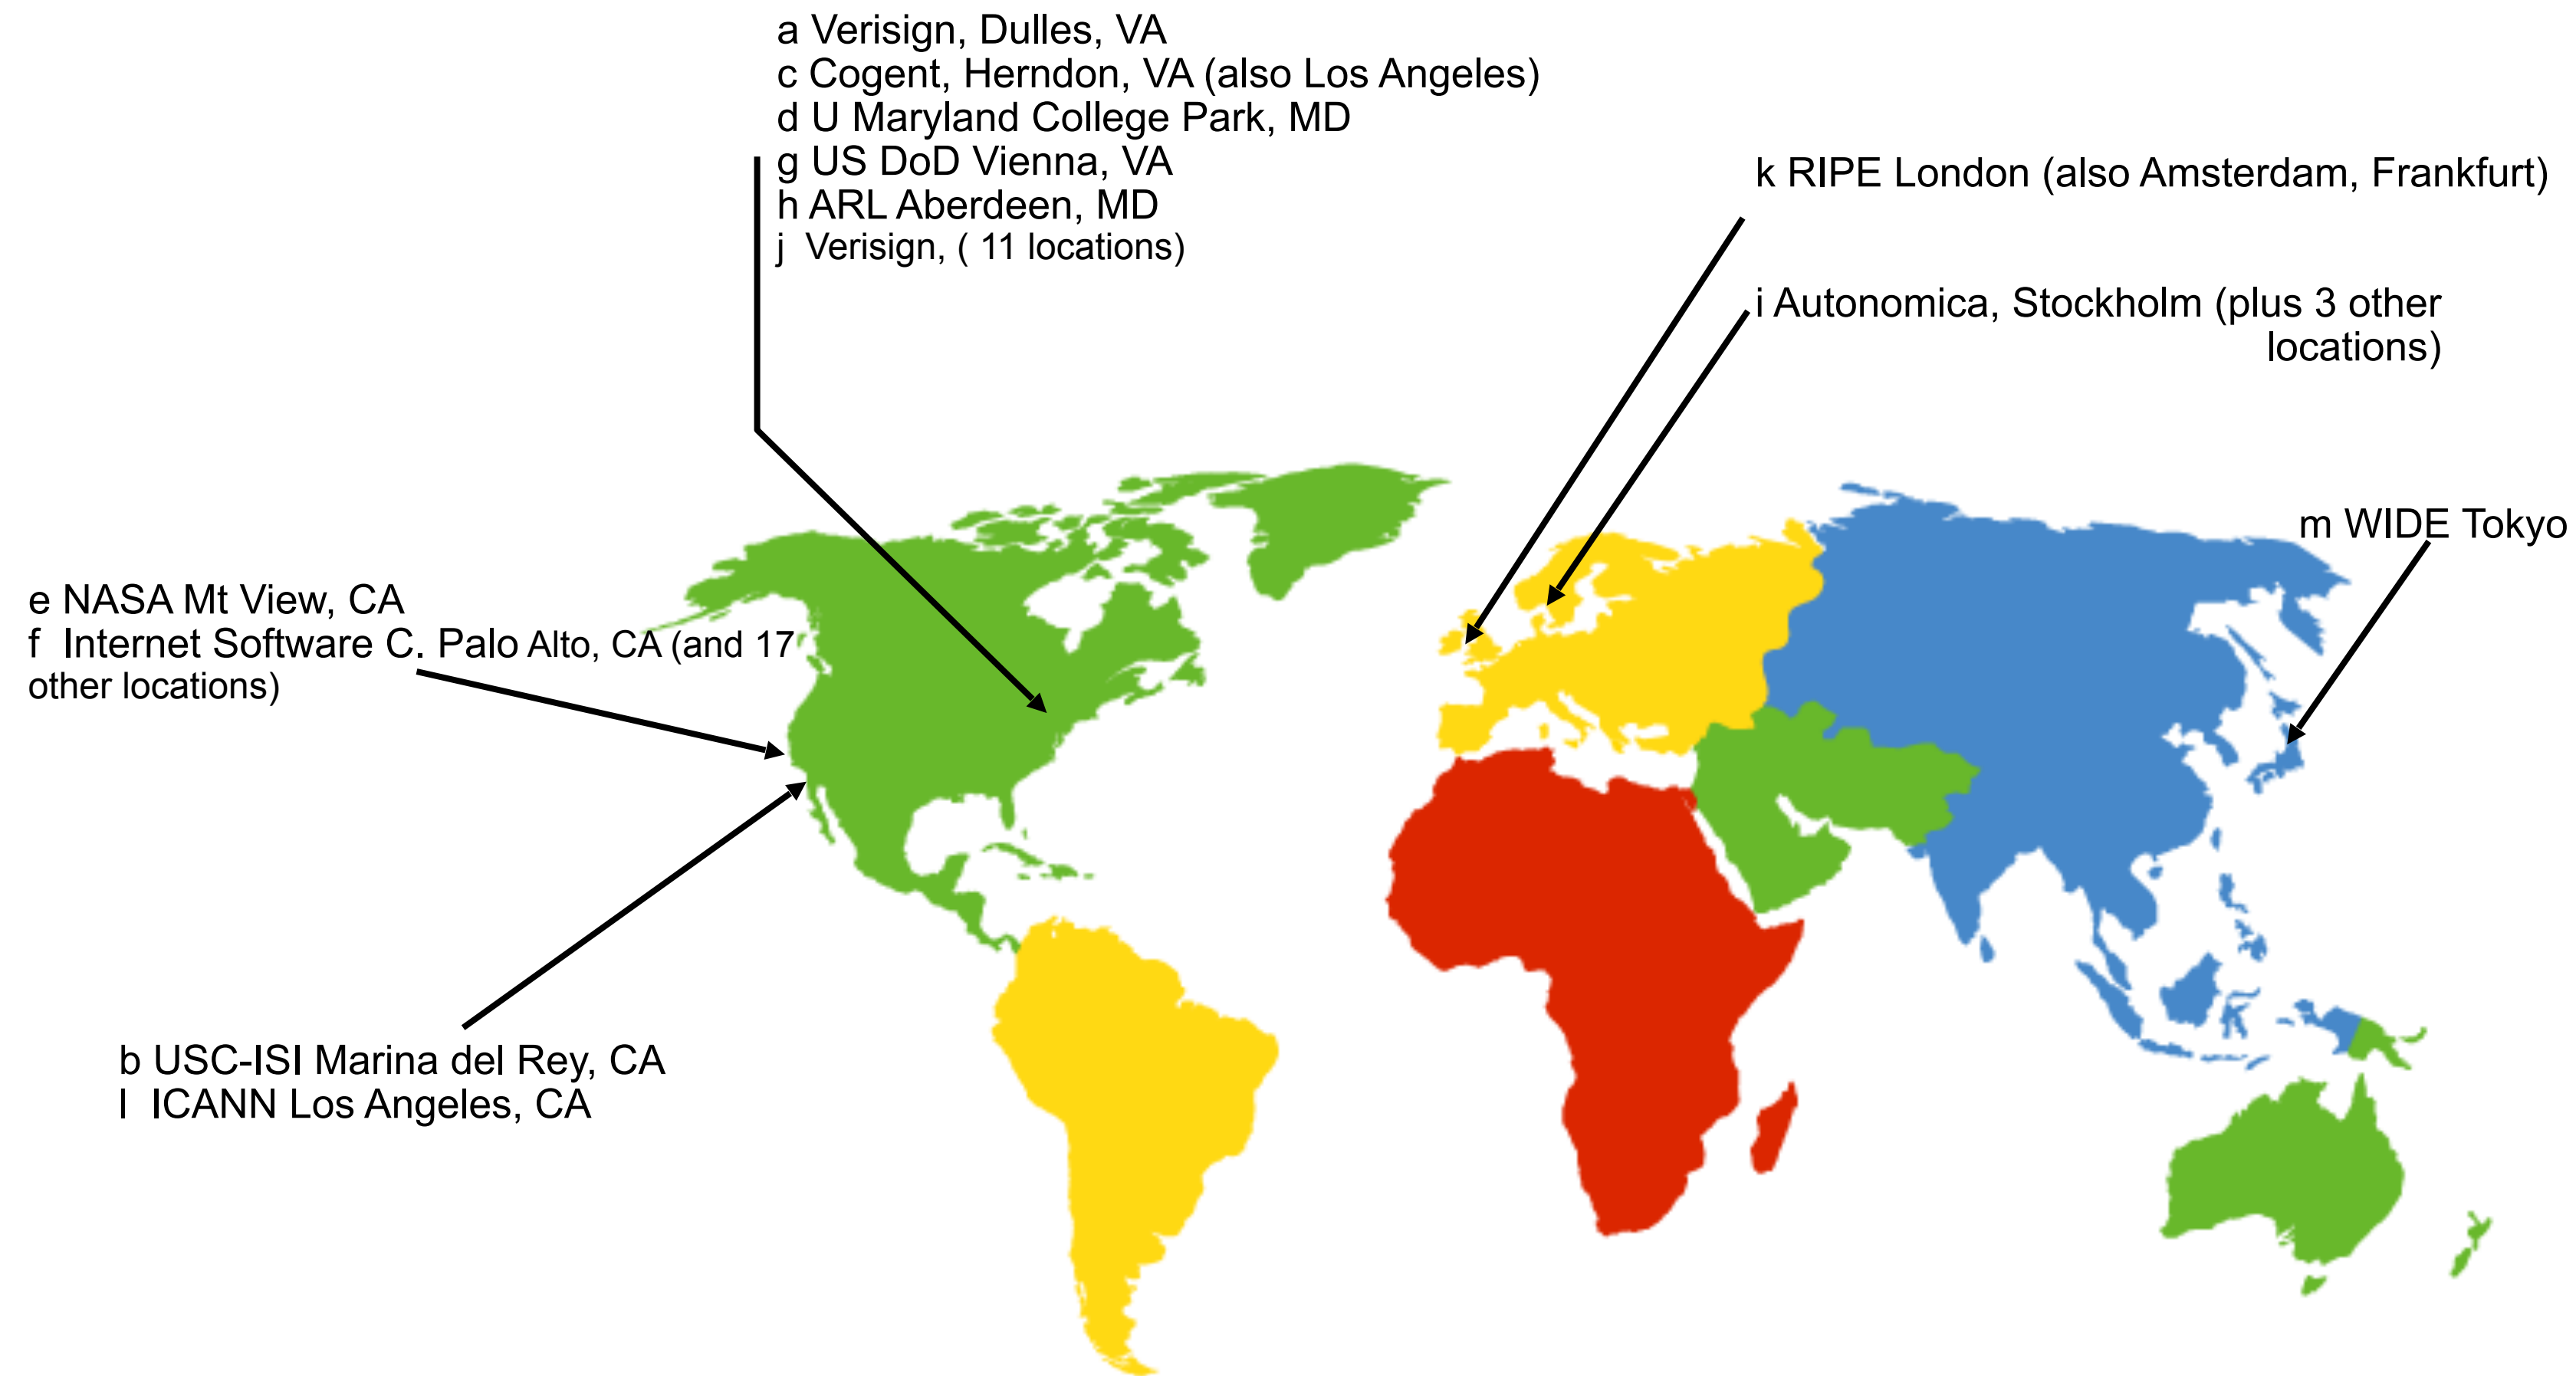 a Verisign, Dulles, VA
c Cogent, Herndon, VA (also Los Angeles)
d U Maryland College Park, MD
g US DoD Vienna, VA
h ARL Aberdeen, MD
j Verisign, ( 11 locations)
k RIPE London (also Amsterdam, Frankfurt)
i Autonomica, Stockholm (plus 3 other
locations)
m WIDE Tokyo
e NASA Mt View, CA
f Internet Software C. Palo Alto, CA (and 17
other locations)
b USC-ISI Marina del Rey, CA
l ICANN Los Angeles, CA